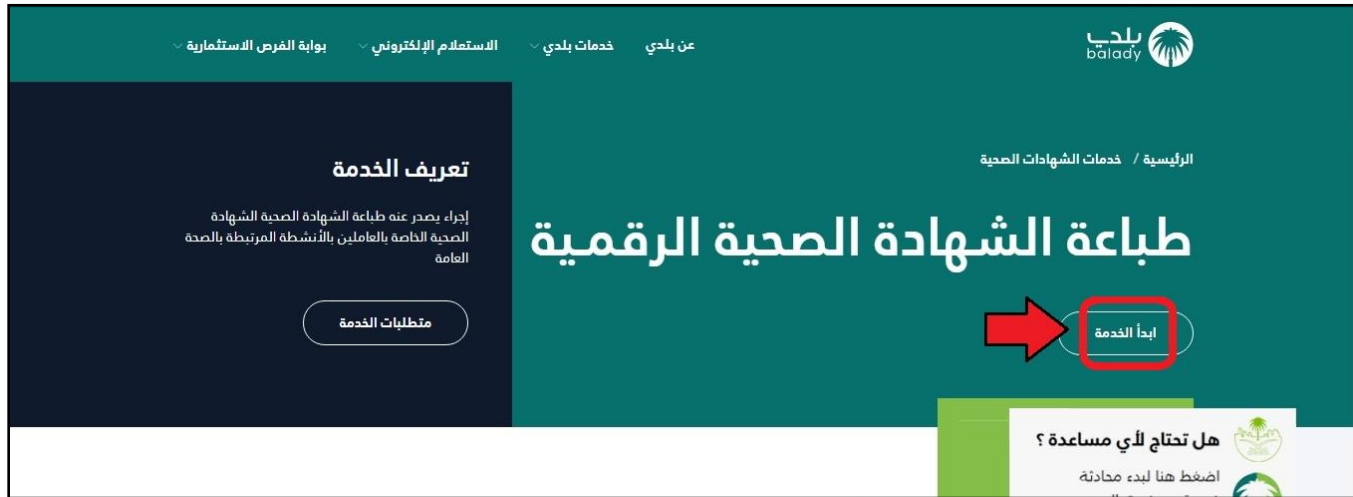 بلدي
balady
عن بلدي
خدمات بلدي
الاستعلام الإلكتروني
بوابة الفرص الاستثمارية
الرئيسية / خدمات الشهادات الصحية
طباعة الشهادة الصحية الرقمية
ابدأ الخدمة
تعريف الخدمة
إجراء يصدر عنه طباعة الشهادة الصحية الشهادة
الصحية الخاصة بالعاملين بالأنشطة المرتبطة بالصحة
العامة
متطلبات الخدمة
هل تحتاج لأي مساعدة ؟
اضغط هنا لبدء محادثة